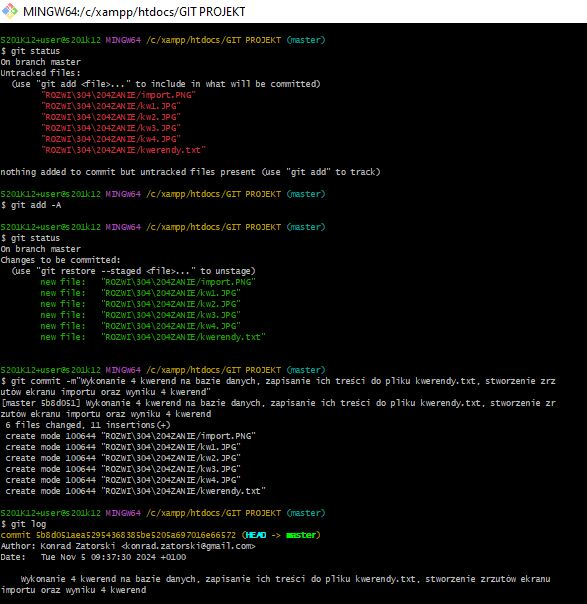 MINGW64:/c/xampp/htdocs/GIT PROJEKT
S201K12+user@s201k12 MINGW64 /c/xampp/htdocs/GIT PROJEKT (master)
$ git status
On branch master
Untracked files:
  (use "git add <file>..." to include in what will be committed)
        "ROZWI\304\204ZANIE/import.PNG"
        "ROZWI\304\204ZANIE/kw1.JPG"
        "ROZWI\304\204ZANIE/kw2.JPG"
        "ROZWI\304\204ZANIE/kw3.JPG"
        "ROZWI\304\204ZANIE/kw4.JPG"
        "ROZWI\304\204ZANIE/kwerendy.txt"
nothing added to commit but untracked files present (use "git add" to track)
S201K12+user@s201k12 MINGW64 /c/xampp/htdocs/GIT PROJEKT (master)
$ git add -A
S201K12+user@s201k12 MINGW64 /c/xampp/htdocs/GIT PROJEKT (master)
$ git status
On branch master
Changes to be committed:
  (use "git restore --staged <file>..." to unstage)
        new file:   "ROZWI\304\204ZANIE/import.PNG"
        new file:   "ROZWI\304\204ZANIE/kw1.JPG"
        new file:   "ROZWI\304\204ZANIE/kw2.JPG"
        new file:   "ROZWI\304\204ZANIE/kw3.JPG"
        new file:   "ROZWI\304\204ZANIE/kw4.JPG"
        new file:   "ROZWI\304\204ZANIE/kwerendy.txt"
S201K12+user@s201k12 MINGW64 /c/xampp/htdocs/GIT PROJEKT (master)
$ git commit -m"Wykonanie 4 kwerend na bazie danych, zapisanie ich treści do pliku kwerendy.txt, stworzenie zrz
utów ekranu importu oraz wyniku 4 kwerend"
[master 5b8d051] Wykonanie 4 kwerend na bazie danych, zapisanie ich treści do pliku kwerendy.txt, stworzenie zr
zutów ekranu importu oraz wyniku 4 kwerend
 6 files changed, 11 insertions(+)
 create mode 100644 "ROZWI\304\204ZANIE/import.PNG"
 create mode 100644 "ROZWI\304\204ZANIE/kw1.JPG"
 create mode 100644 "ROZWI\304\204ZANIE/kw2.JPG"
 create mode 100644 "ROZWI\304\204ZANIE/kw3.JPG"
 create mode 100644 "ROZWI\304\204ZANIE/kw4.JPG"
 create mode 100644 "ROZWI\304\204ZANIE/kwerendy.txt"
S201K12+user@s201k12 MINGW64 /c/xampp/htdocs/GIT PROJEKT (master)
$ git log
commit 5b8d051aea52954368385be5205a697016e66572 (HEAD -> master)
Author: Konrad Zatorski <konrad.zatorski@gmail.com>
Date:   Tue Nov 5 09:37:30 2024 +0100
    Wykonanie 4 kwerend na bazie danych, zapisanie ich treści do pliku kwerendy.txt, stworzenie zrzutów ekranu
importu oraz wyniku 4 kwerend